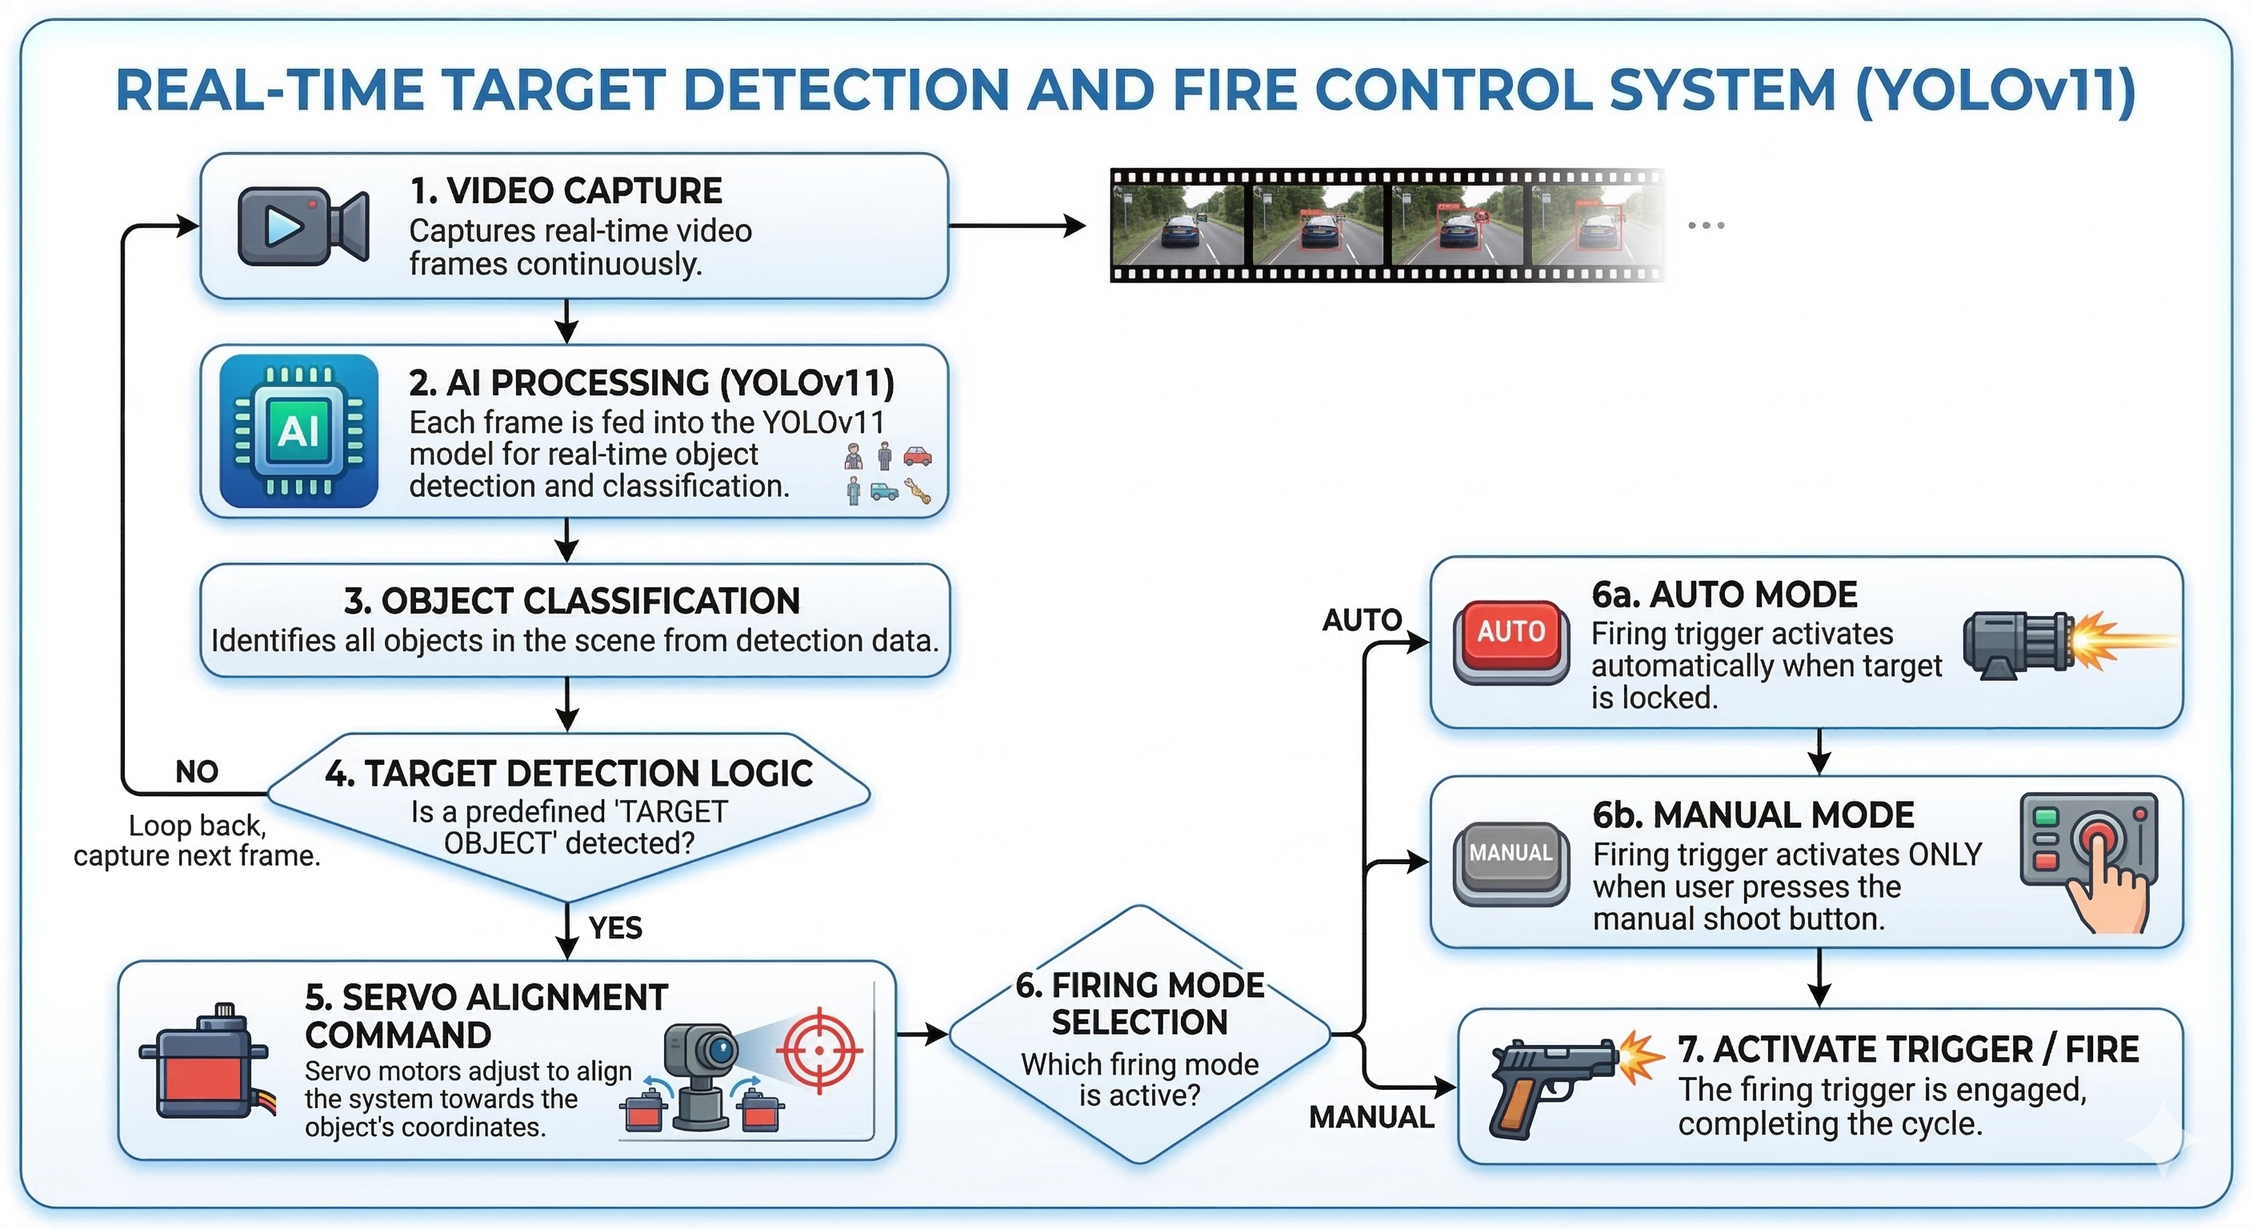 REAL-TIME TARGET DETECTION AND FIRE CONTROL SYSTEM (YOLOv11)
1. VIDEO CAPTURE
Captures real-time video
frames continuously.
2. AI PROCESSING (YOLOv11)
AI
Each frame is fed into the YOLOv11
model for real-time object
detection and classification.
3. OBJECT CLASSIFICATION
Identifies all objects in the scene from detection data.
4. TARGET DETECTION LOGIC
Is a predefined 'TARGET
OBJECT' detected?
NO
Loop back,
capture next frame.
YES
5. SERVO ALIGNMENT
COMMAND
Servo motors adjust to align
the system towards the
object's coordinates.
6. FIRING MODE
SELECTION
Which firing mode
is active?
AUTO
MANUAL
6a. AUTO MODE
AUTO
Firing trigger activates
automatically when target
is locked.
6b. MANUAL MODE
MANUAL
Firing trigger activates ONLY
when user presses the
manual shoot button.
7. ACTIVATE TRIGGER / FIRE
The firing trigger is engaged,
completing the cycle.